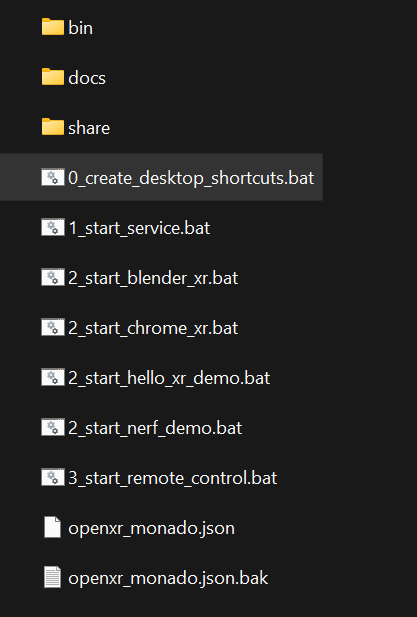 bin
docs
share
0_create_desktop_shortcuts.bat
1_start_service.bat
2_start_blender_xr.bat
2_start_chrome_xr.bat
2_start_hello_xr_demo.bat
2_start_nerf_demo.bat
3_start_remote_control.bat
openxr_monado.json
openxr_monado.json.bak